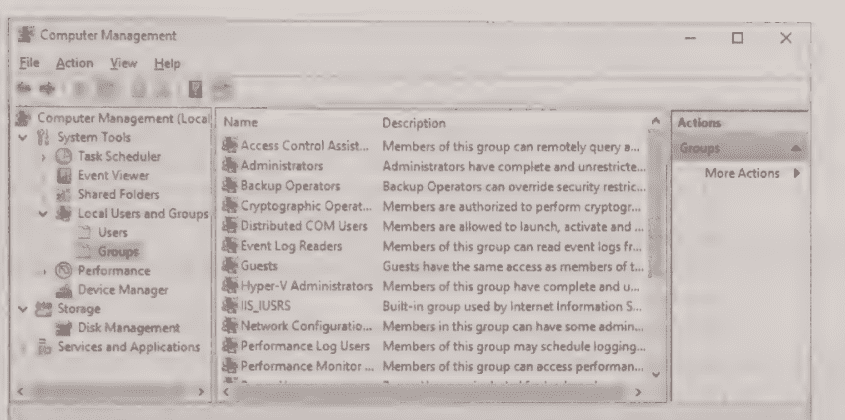 Computer Management
File Action View Help
Computer Management (Local
System Tools
Task Scheduler
Event Viewer
Shared Folders
Local Users and Groups
Users
Groups
Performance
Device Manager
Storage
Disk Management
Services and Applications
Name Description
Access Control Assist... Members of this group can remotely query a...
Administrators Administrators have complete and unrestricte...
Backup Operators Backup Operators can override security restric...
Cryptographic Operat... Members are authorized to perform cryptogr...
Distributed COM Users Members are allowed to launch, activate and ...
Event Log Readers Members of this group can read event logs fr...
Guests Guests have the same access as members of t...
Hyper-V Administrators Members of this group have complete and u...
IIS_IUSRS Built-in group used by Internet Information S...
Network Configuratio... Members in this group can have some admin...
Performance Log Users Members of this group may schedule logging...
Performance Monitor ... Members of this group can access performan...
Actions
Groups
More Actions